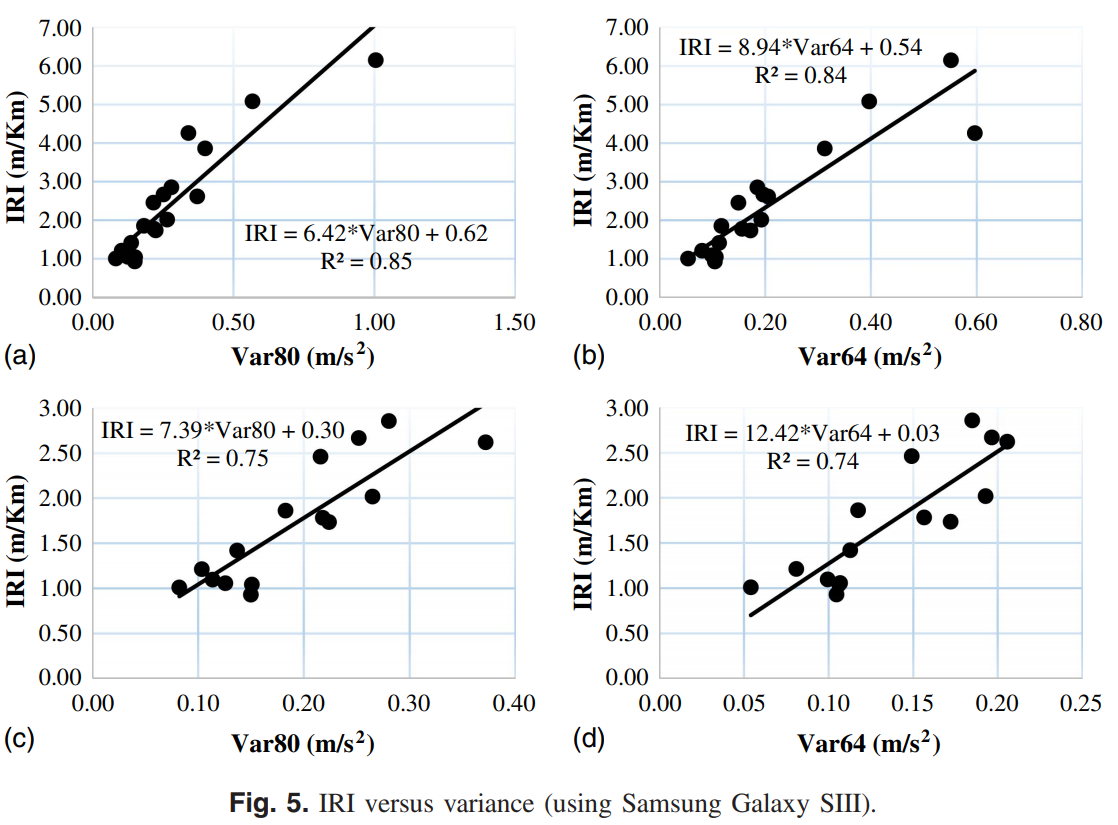 7.00
6.00
5.00
4.00
3.00
2.00
1.00
0.00
IRI (m/Km)
IRI = 6.42*Var80 + 0.62
R² = 0.85
0.00 0.50 1.00 1.50
(a)
Var80 (m/s²)
7.00
6.00
5.00
4.00
3.00
2.00
1.00
0.00
IRI (m/Km)
IRI = 8.94*Var64 + 0.54
R² = 0.84
0.00 0.20 0.40 0.60 0.80
(b)
Var64 (m/s²)
3.00
2.50
2.00
1.50
1.00
0.50
0.00
IRI (m/Km)
IRI = 7.39*Var80 + 0.30
R² = 0.75
0.00 0.10 0.20 0.30 0.40
(c)
Var80 (m/s²)
3.00
2.50
2.00
1.50
1.00
0.50
0.00
IRI (m/Km)
IRI = 12.42*Var64 + 0.03
R² = 0.74
0.00 0.05 0.10 0.15 0.20 0.25
(d)
Var64 (m/s²)
Fig. 5. IRI versus variance (using Samsung Galaxy SIII).